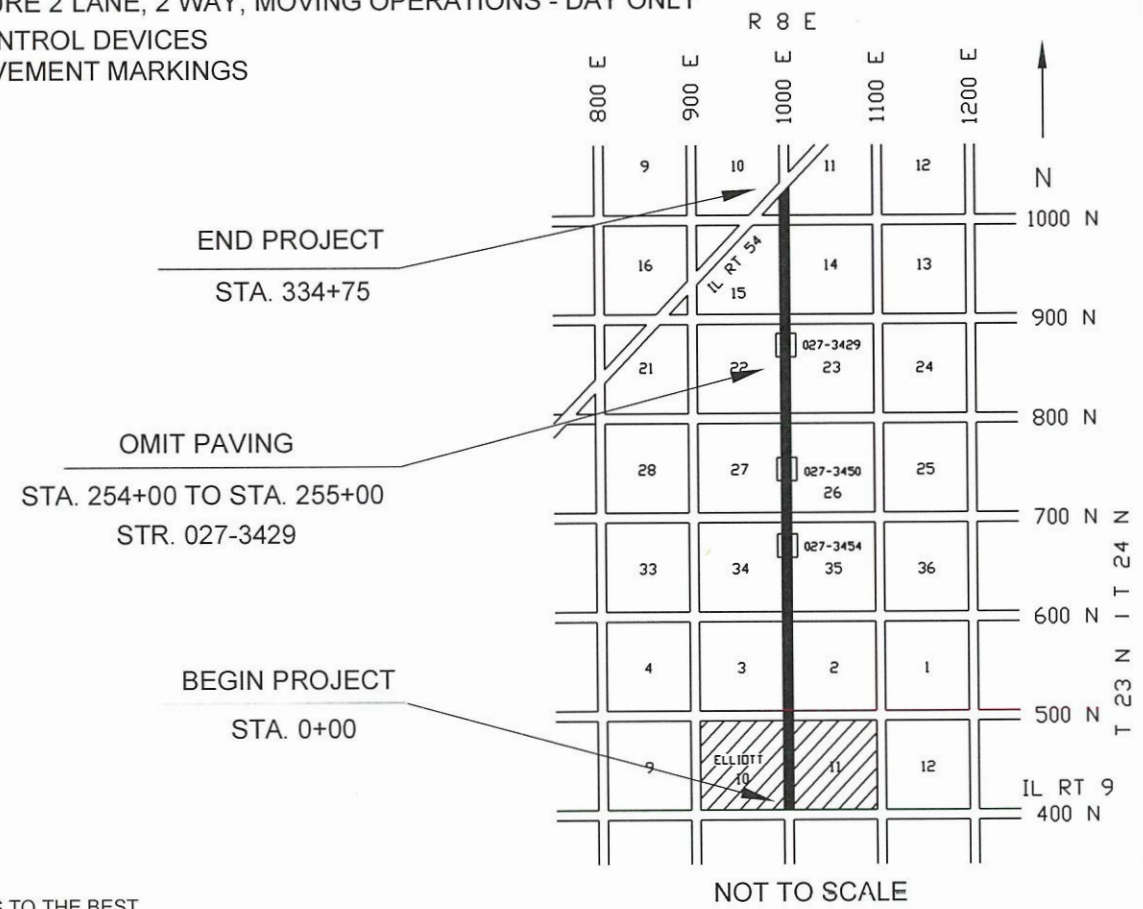 URE 2 LANE, 2 WAY, MOVING OPERATIONS - DAY ONLY
NTROL DEVICES
VEMENT MARKINGS
R 8 E
800 E
900 E
1000 E
1100 E
1200 E
N
9
10
11
12
1000 N
END PROJECT
STA. 334+75
16
IL RT 54
15
14
13
900 N
027-3429
21
22
23
24
800 N
OMIT PAVING
STA. 254+00 TO STA. 255+00
STR. 027-3429
28
27
027-3450
26
25
700 N
027-3454
33
34
35
36
600 N
T 23 N | T 24 N
BEGIN PROJECT
STA. 0+00
4
3
2
1
500 N
ELLIOTT
9
10
11
12
IL RT 9
400 N
NOT TO SCALE
S TO THE BEST